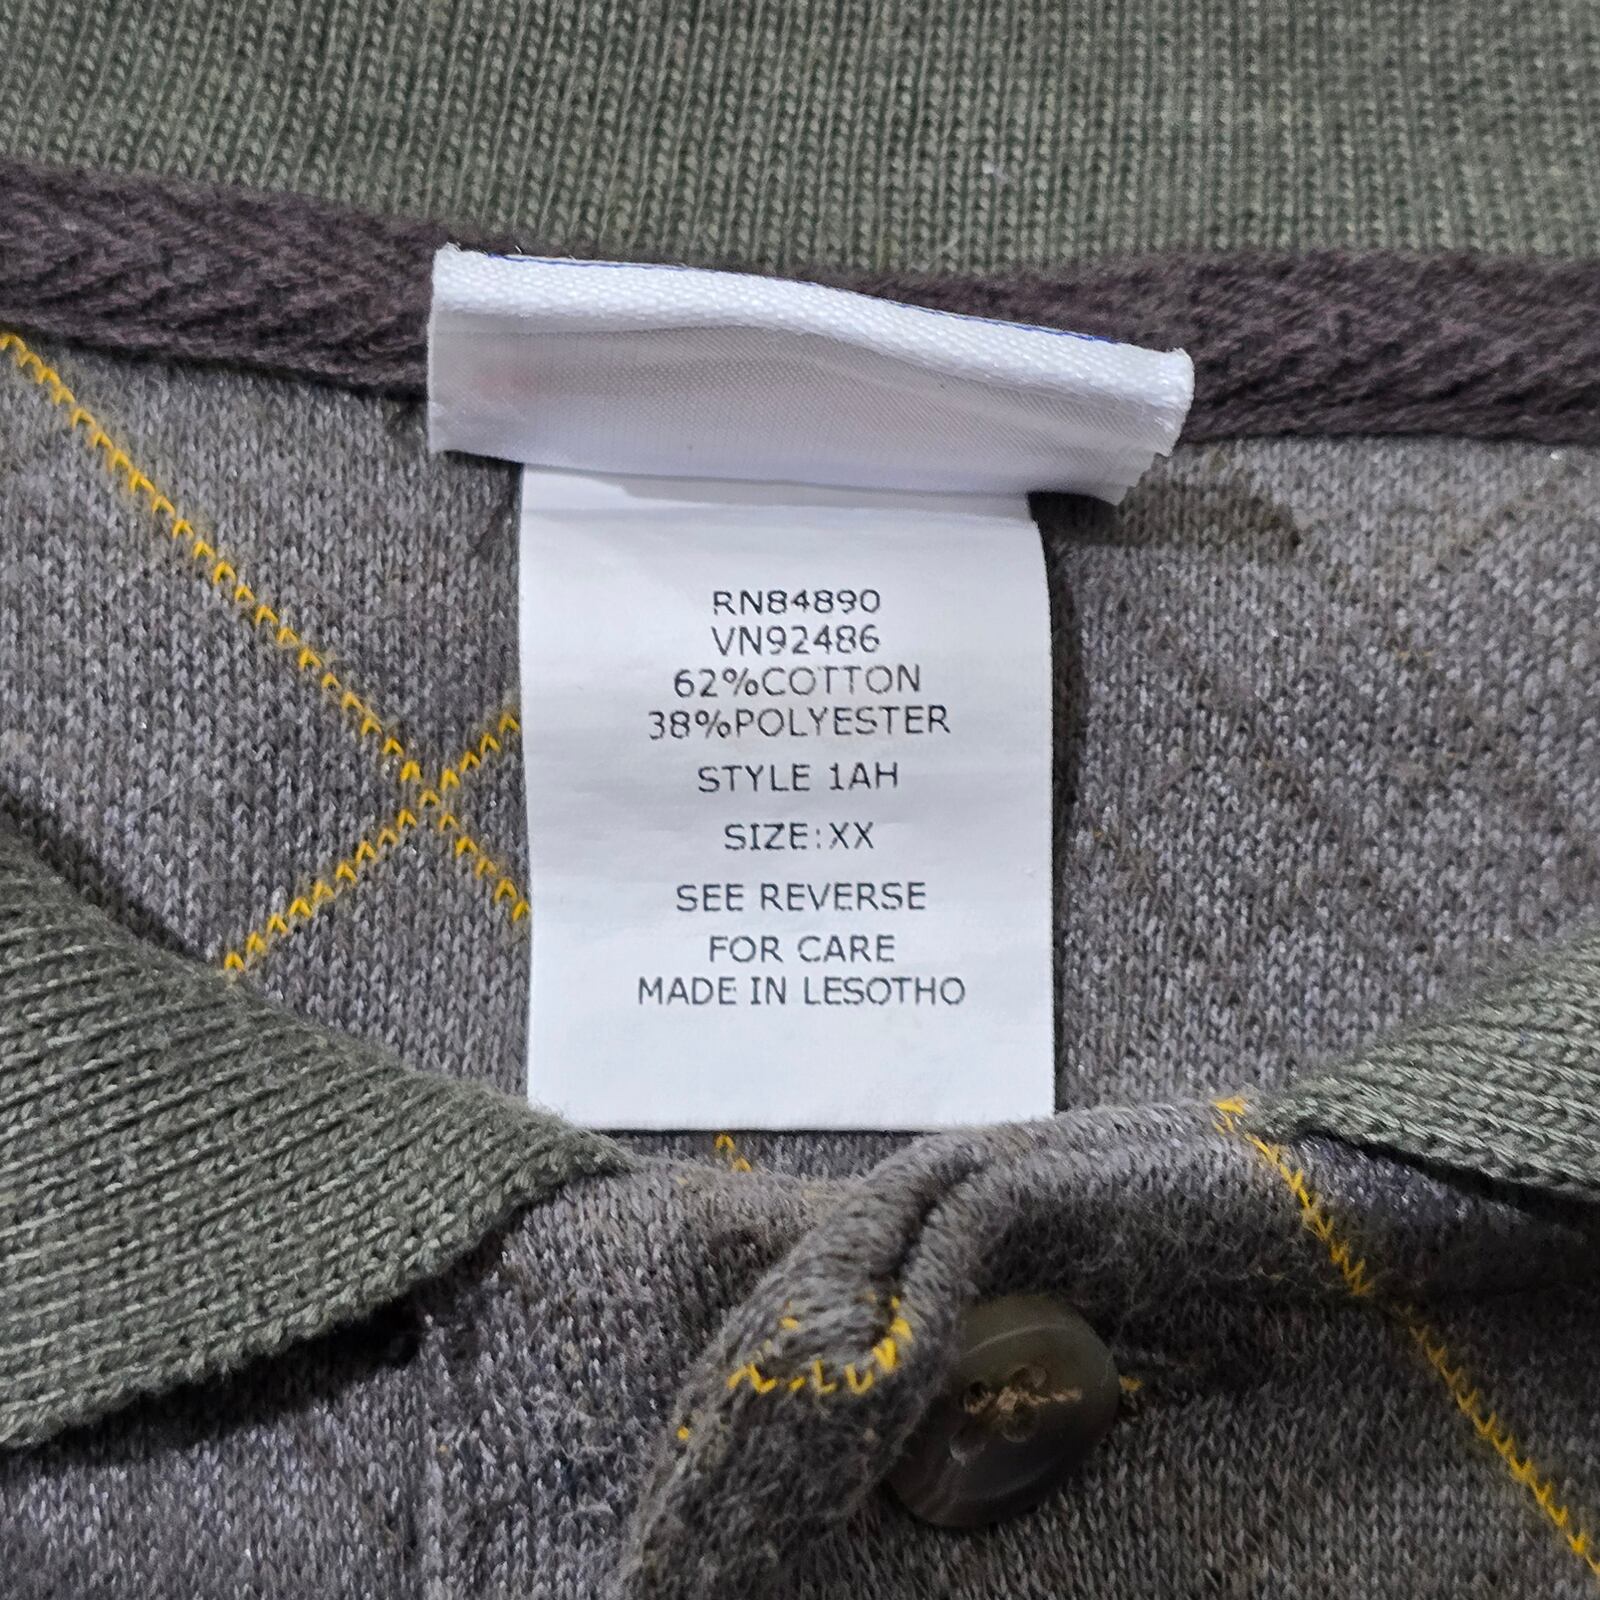 RN84890
VN92486
62%COTTON
38%POLYESTER
STYLE 1AH
SIZE:XX
SEE REVERSE
FOR CARE
MADE IN LESOTHO